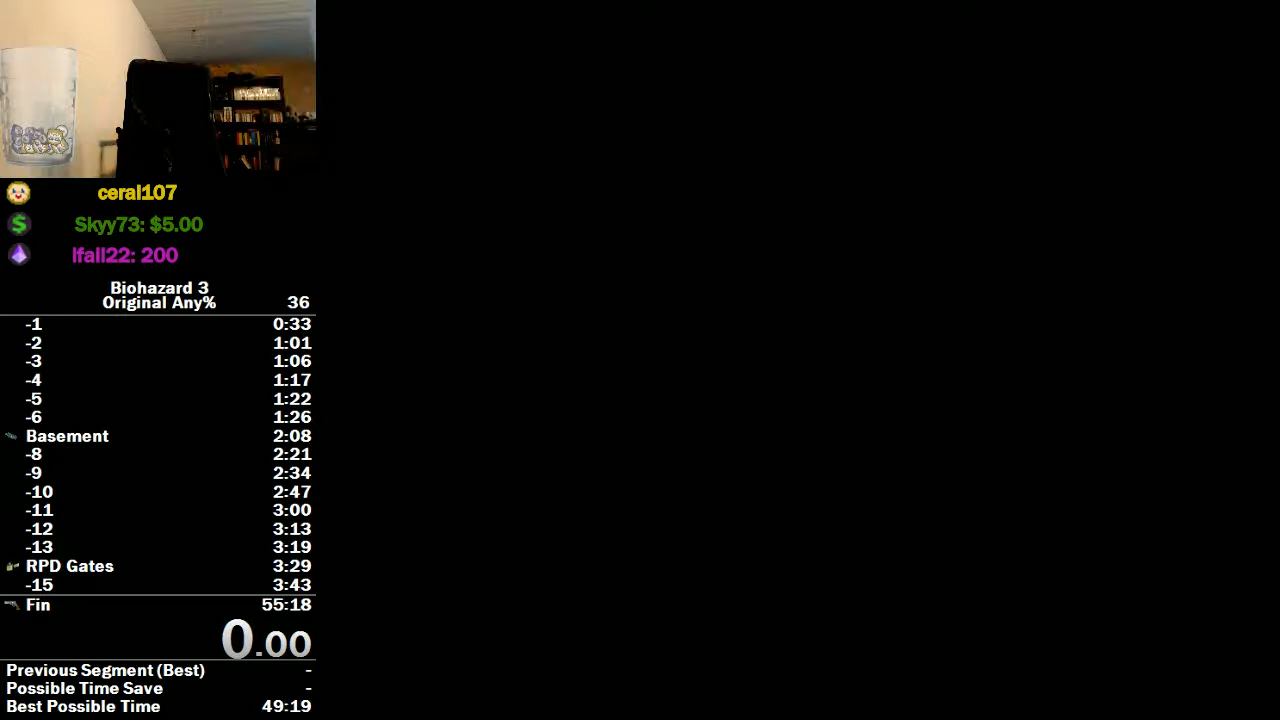 ceral107
Skyy73: $5.00
lfall22: 200
Biohazard 3
Original Any% 36
-1 0:33
-2 1:01
-3 1:06
-4 1:17
-5 1:22
-6 1:26
Basement 2:08
-8 2:21
-9 2:34
-10 2:47
-11 3:00
-12 3:13
-13 3:19
RPD Gates 3:29
-15 3:43
Fin 55:18
0.00
Previous Segment (Best) -
Possible Time Save -
Best Possible Time 49:19